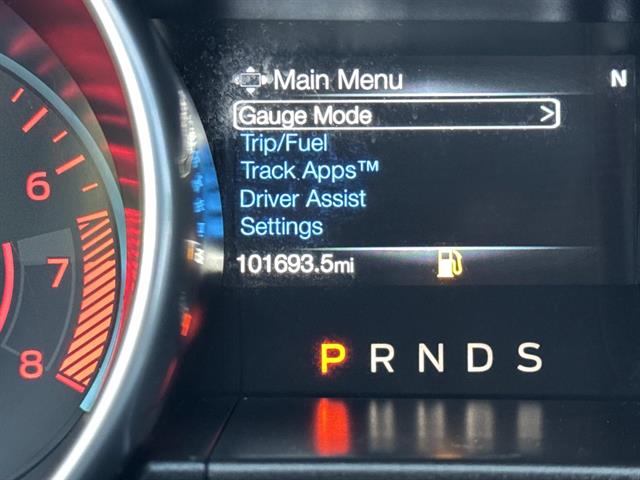 Main Menu
N
Gauge Mode >
Trip/Fuel
Track Apps™
Driver Assist
Settings
101693.5mi
P R N D S
6
7
8